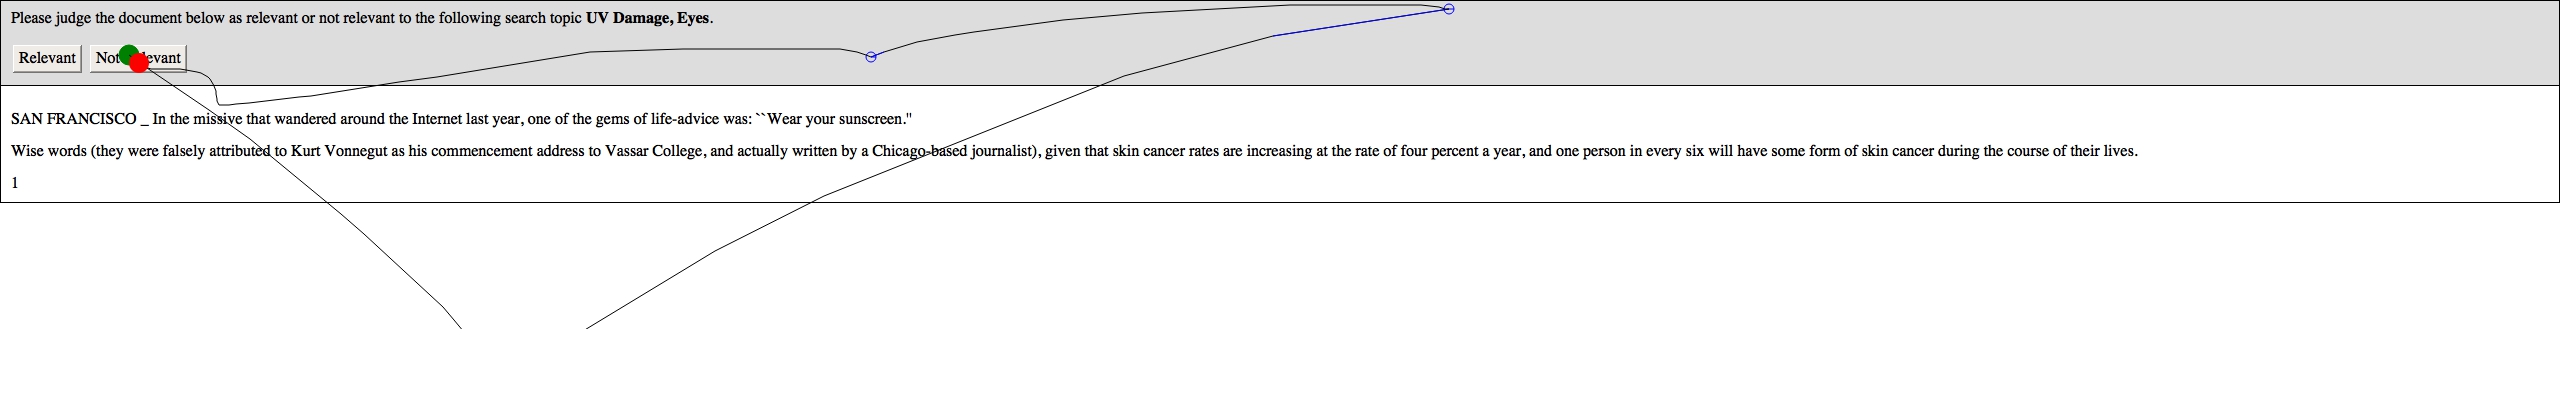 Please judge the document below as relevant or not relevant to the following search topic UV Damage, Eyes.
Relevant Not evant
SAN FRANCISCO _ In the missive that wandered around the Internet last year, one of the gems of life-advice was: ``Wear your sunscreen.''
Wise words (they were falsely attributed to Kurt Vonnegut as his commencement address to Vassar College, and actually written by a Chicago-based journalist), given that skin cancer rates are increasing at the rate of four percent a year, and one person in every six will have some form of skin cancer during the course of their lives.
1